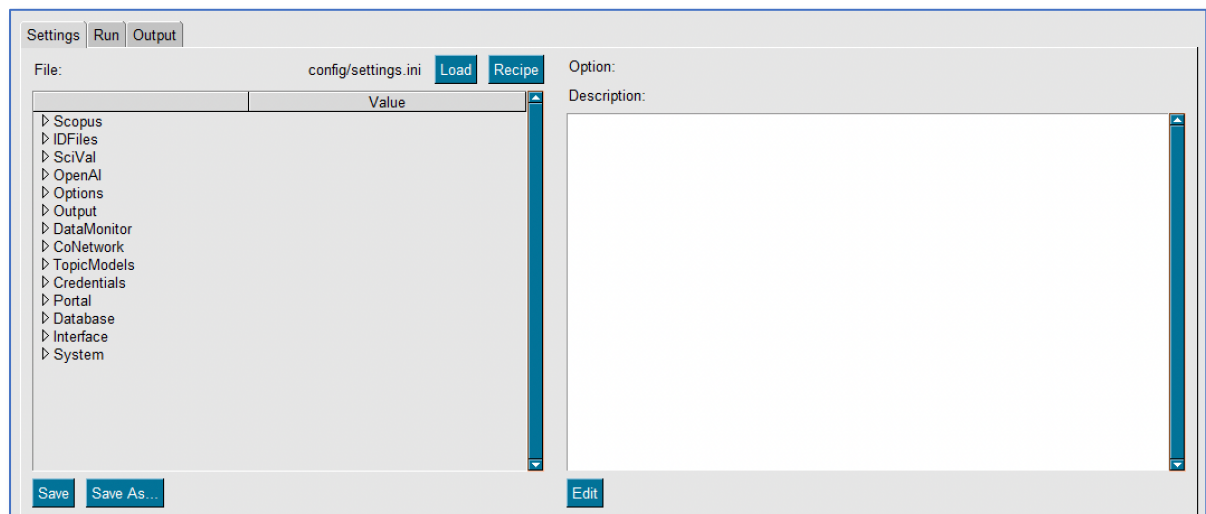 Settings Run Output
File: config/settings.ini Load Recipe
Value
Scopus
IDFiles
SciVal
OpenAI
Options
Output
DataMonitor
CoNetwork
TopicModels
Credentials
Portal
Database
Interface
System
Save Save As...
Option:
Description:
Edit